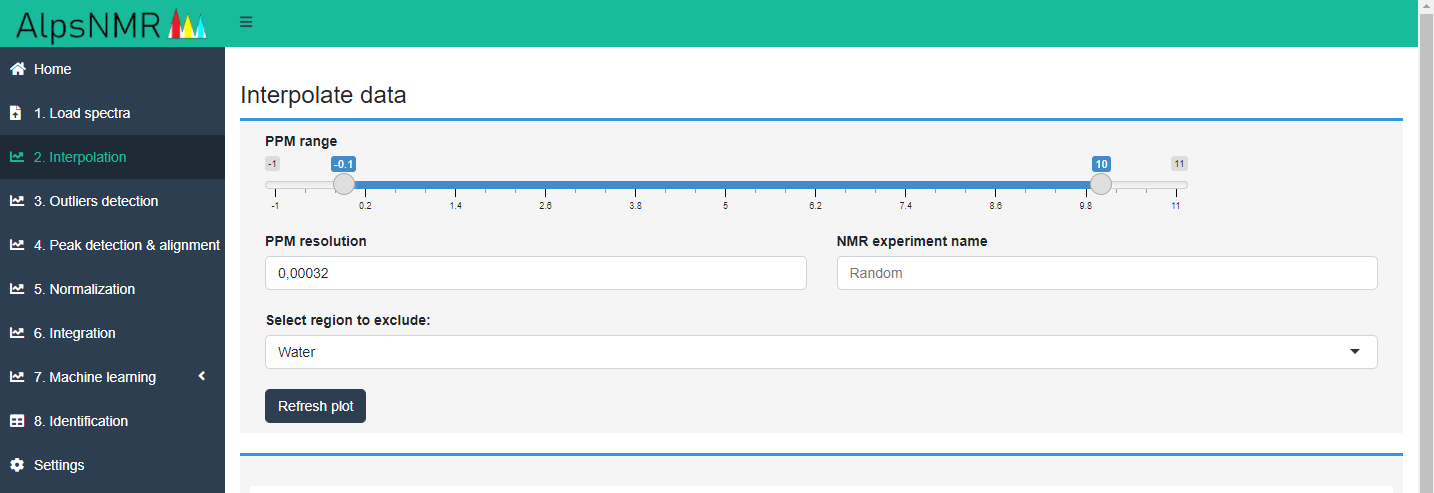 AlpsNMR
Home
1. Load spectra
2. Interpolation
3. Outliers detection
4. Peak detection & alignment
5. Normalization
6. Integration
7. Machine learning
8. Identification
Settings
Interpolate data
PPM range
-1 -0.1 10 11
-1 0.2 1.4 2.6 3.8 5 6.2 7.4 8.6 9.8 11
PPM resolution
0,00032
NMR experiment name
Random
Select region to exclude:
Water
Refresh plot